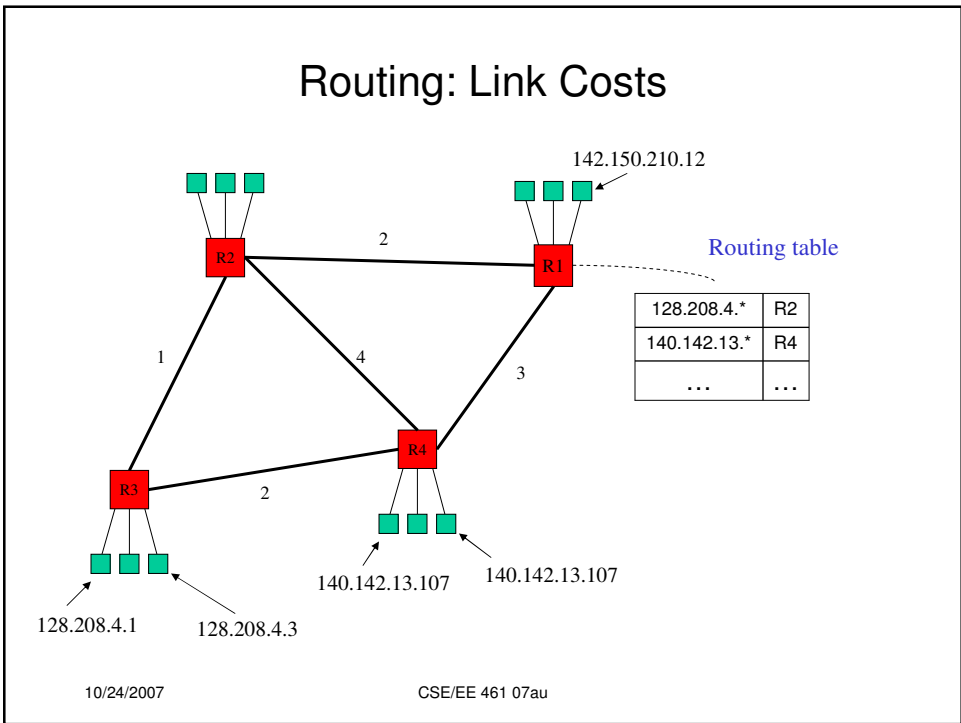 Routing: Link Costs
142.150.210.12
2
Routing table
R2
R1
128.208.4.* R2
140.142.13.* R4
... ...
1
4
3
R4
R3
2
140.142.13.107
140.142.13.107
128.208.4.1
128.208.4.3
10/24/2007
CSE/EE 461 07au